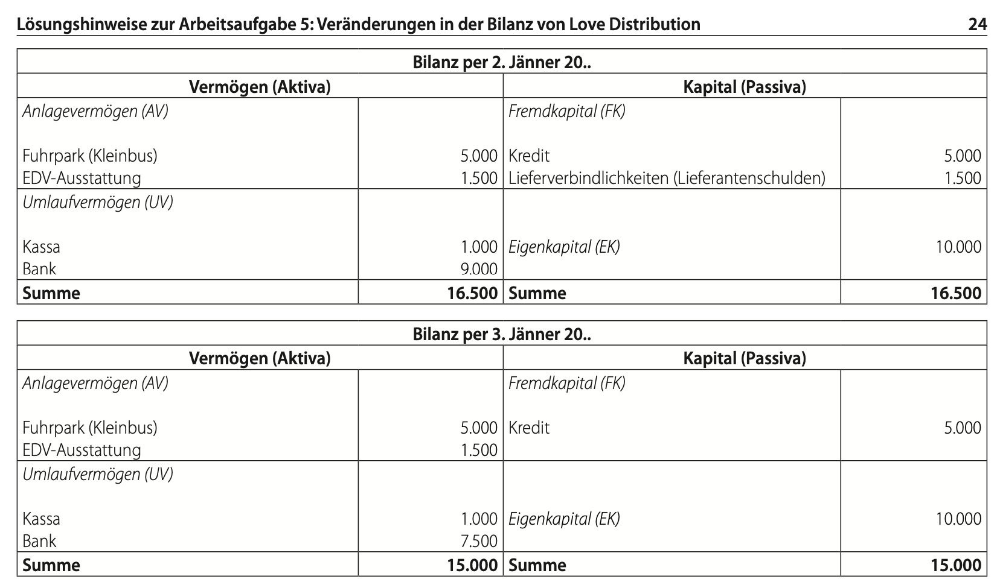 Lösungshinweise zur Arbeitsaufgabe 5: Veränderungen in der Bilanz von Love Distribution 24
Bilanz per 2. Jänner 20..
Vermögen (Aktiva) Kapital (Passiva)
Anlagevermögen (AV) Fremdkapital (FK)
Fuhrpark (Kleinbus) 5.000 Kredit 5.000
EDV-Ausstattung 1.500 Lieferverbindlichkeiten (Lieferantenschulden) 1.500
Umlaufvermögen (UV)
Kassa 1.000 Eigenkapital (EK) 10.000
Bank 9.000
Summe 16.500 Summe 16.500
Bilanz per 3. Jänner 20..
Vermögen (Aktiva) Kapital (Passiva)
Anlagevermögen (AV) Fremdkapital (FK)
Fuhrpark (Kleinbus) 5.000 Kredit 5.000
EDV-Ausstattung 1.500
Umlaufvermögen (UV)
Kassa 1.000 Eigenkapital (EK) 10.000
Bank 7.500
Summe 15.000 Summe 15.000